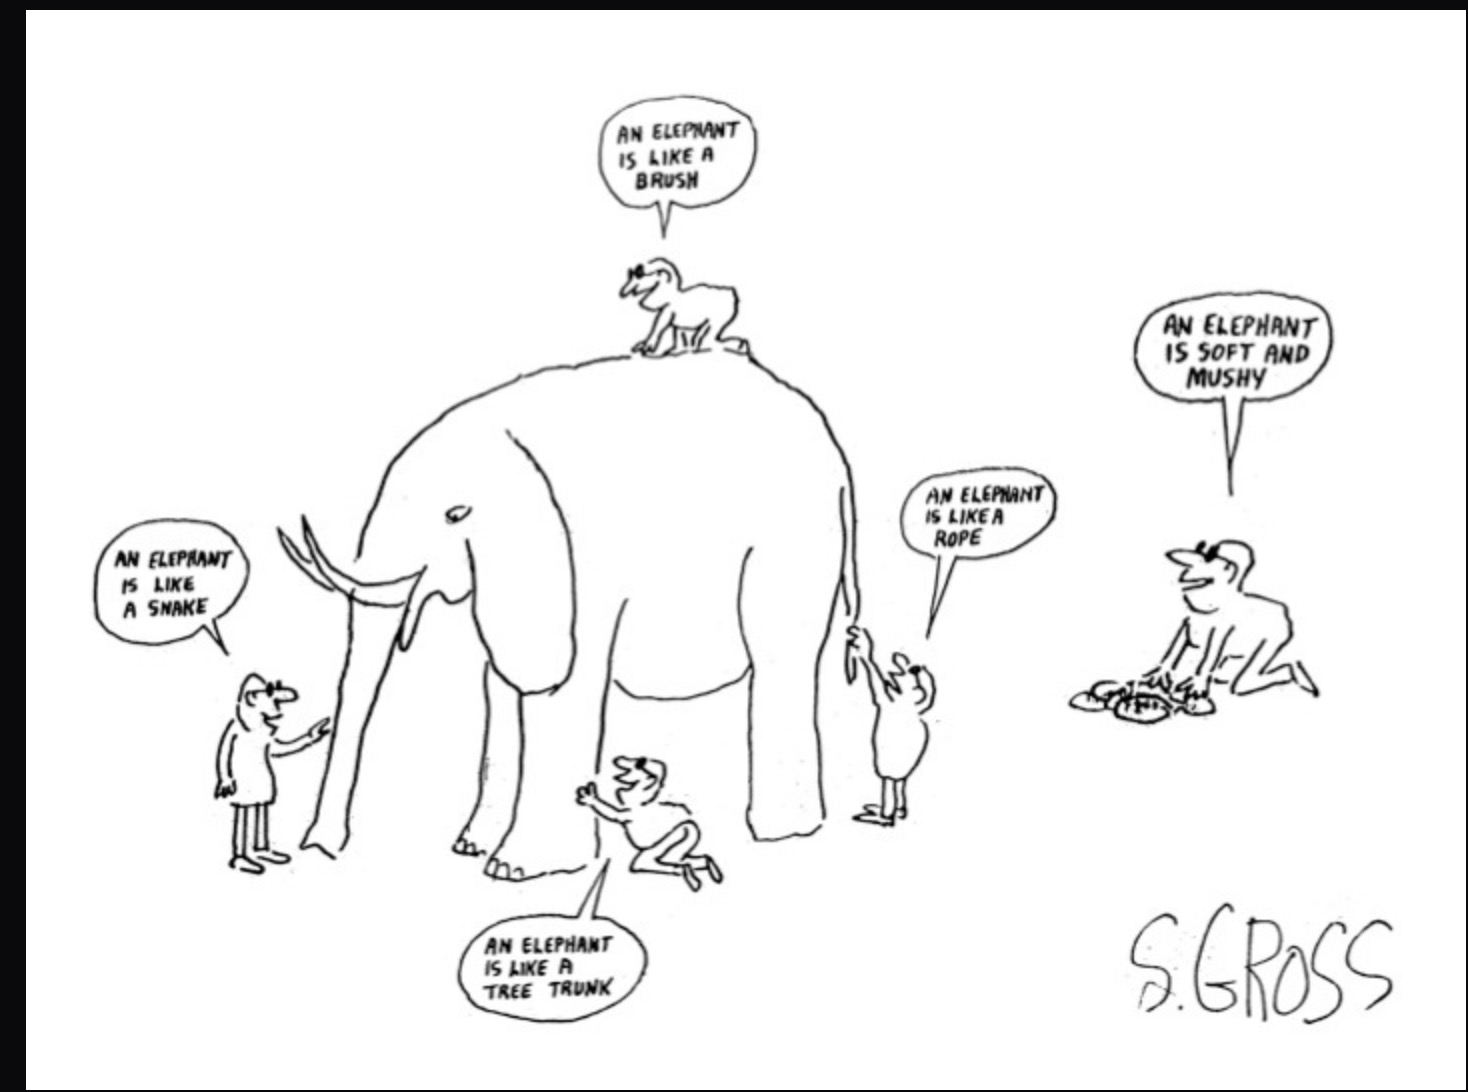 AN ELEPHANT
IS LIKE A
BRUSH
AN ELEPHANT
IS SOFT AND
MUSHY
AN ELEPHANT
IS LIKE A
ROPE
AN ELEPHANT
IS LIKE
A SNAKE
AN ELEPHANT
IS LIKE A
TREE TRUNK
S.GROSS